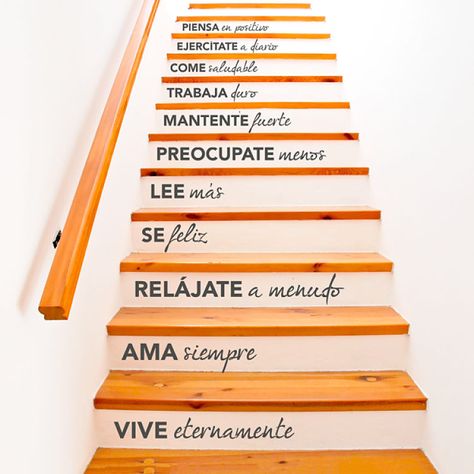 PIENSA en positivo
EJERCÍTATE a diario
COME saludable
TRABAJA duro
MANTENTE fuerte
PREOCUPATE menos
LEE más
SE feliz
RELÁJATE a menudo
AMA siempre
VIVE eternamente